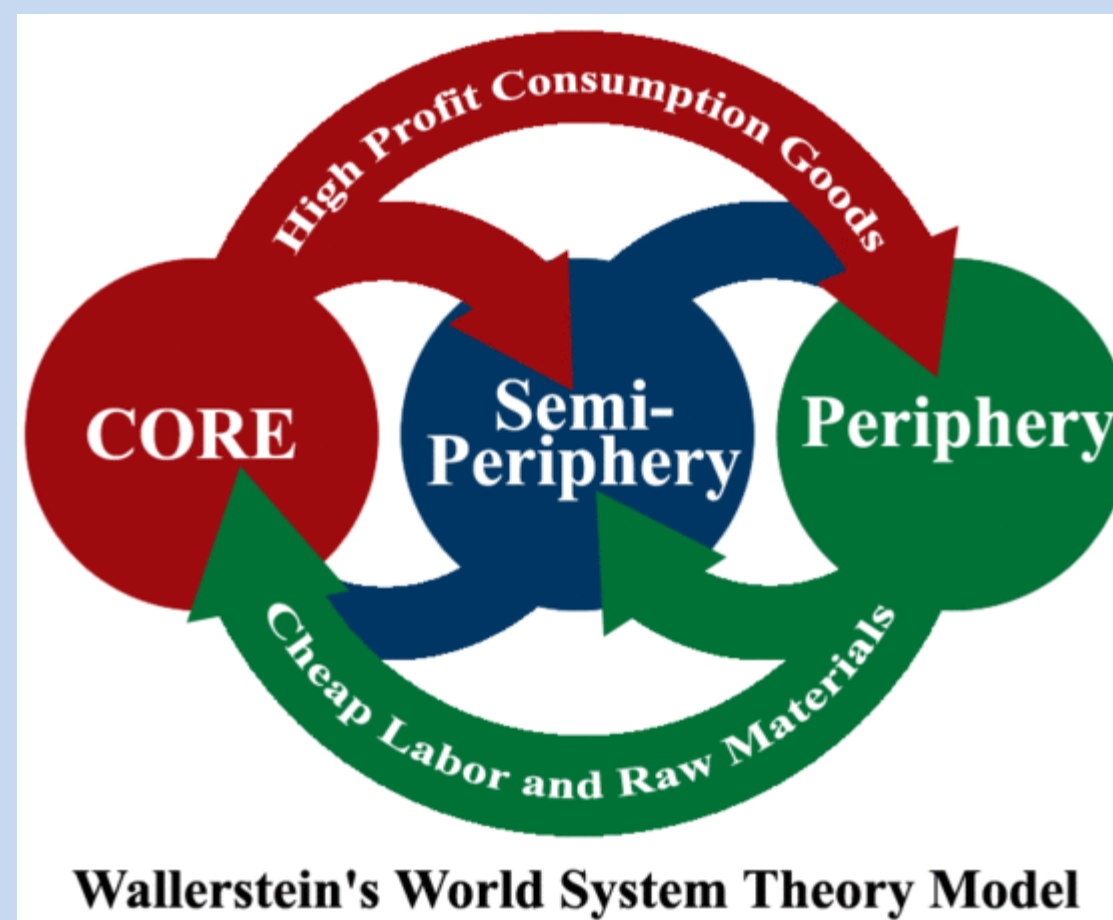 High Profit Consumption Goods
CORE
Semi-
Periphery
Periphery
Cheap Labor and Raw Materials
Wallerstein's World System Theory Model